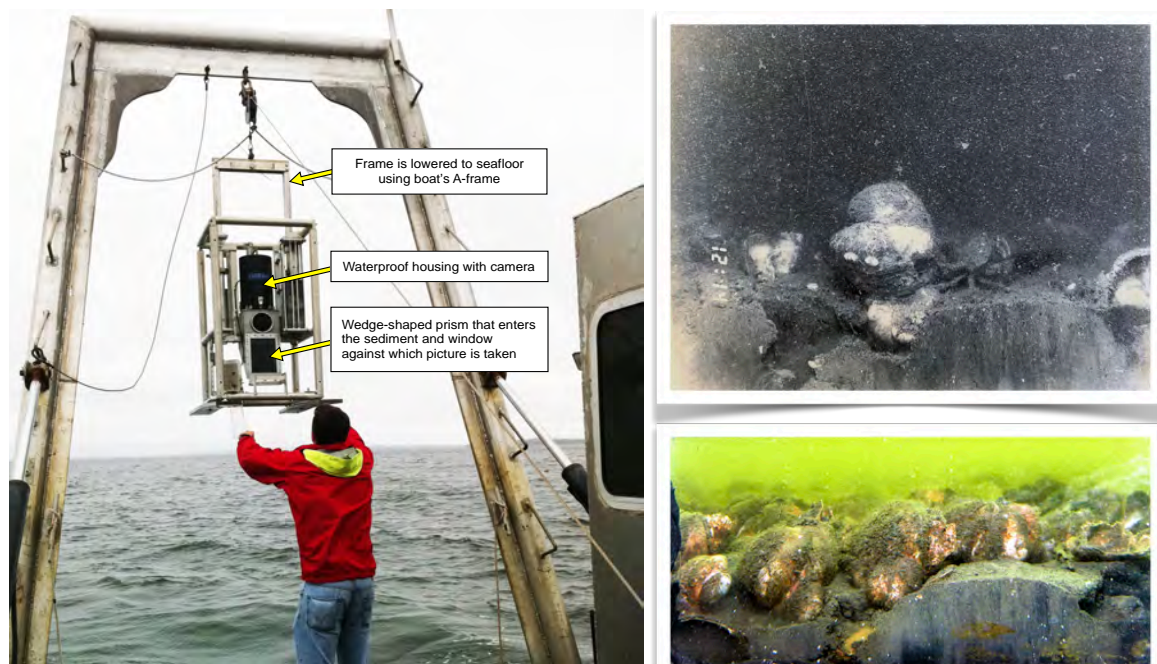 Frame is lowered to seafloor
using boat's A-frame
Waterproof housing with camera
Wedge-shaped prism that enters
the sediment and window
against which picture is taken